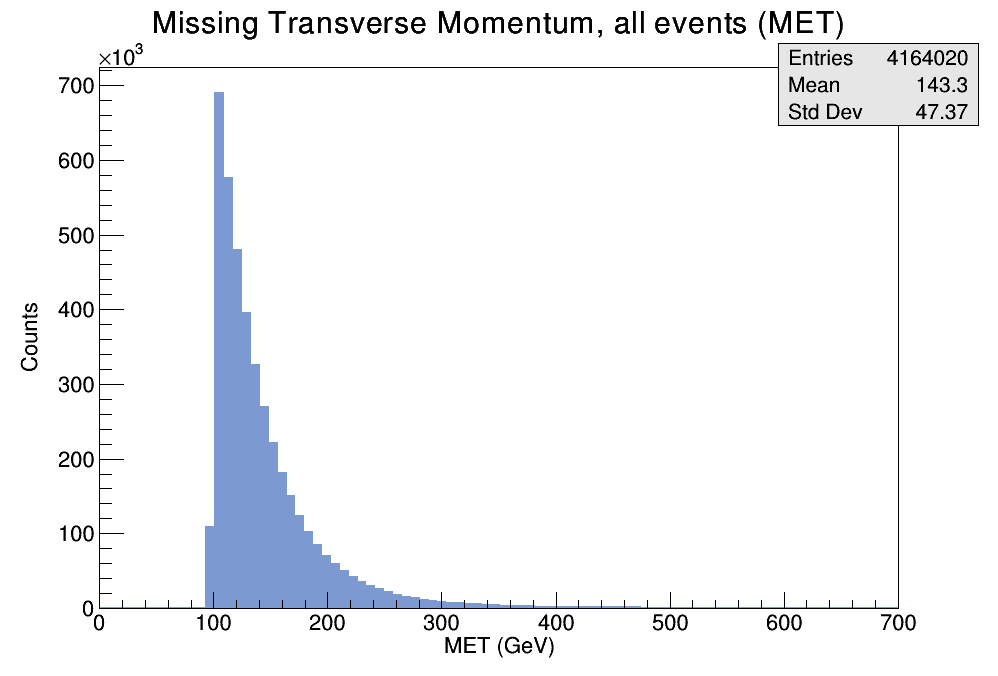 Missing Transverse Momentum, all events (MET)
×10³
Entries 4164020
Mean 143.3
Std Dev 47.37
700
600
500
400
300
200
100
0
Counts
0 100 200 300 400 500 600 700
MET (GeV)